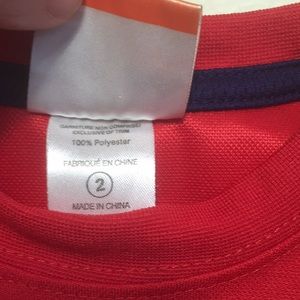 GARNITURE NON COMPRISE/
EXCLUSIVE OF TRIM
100% Polyester
FABRIQUÉ EN CHINE
2
MADE IN CHINA